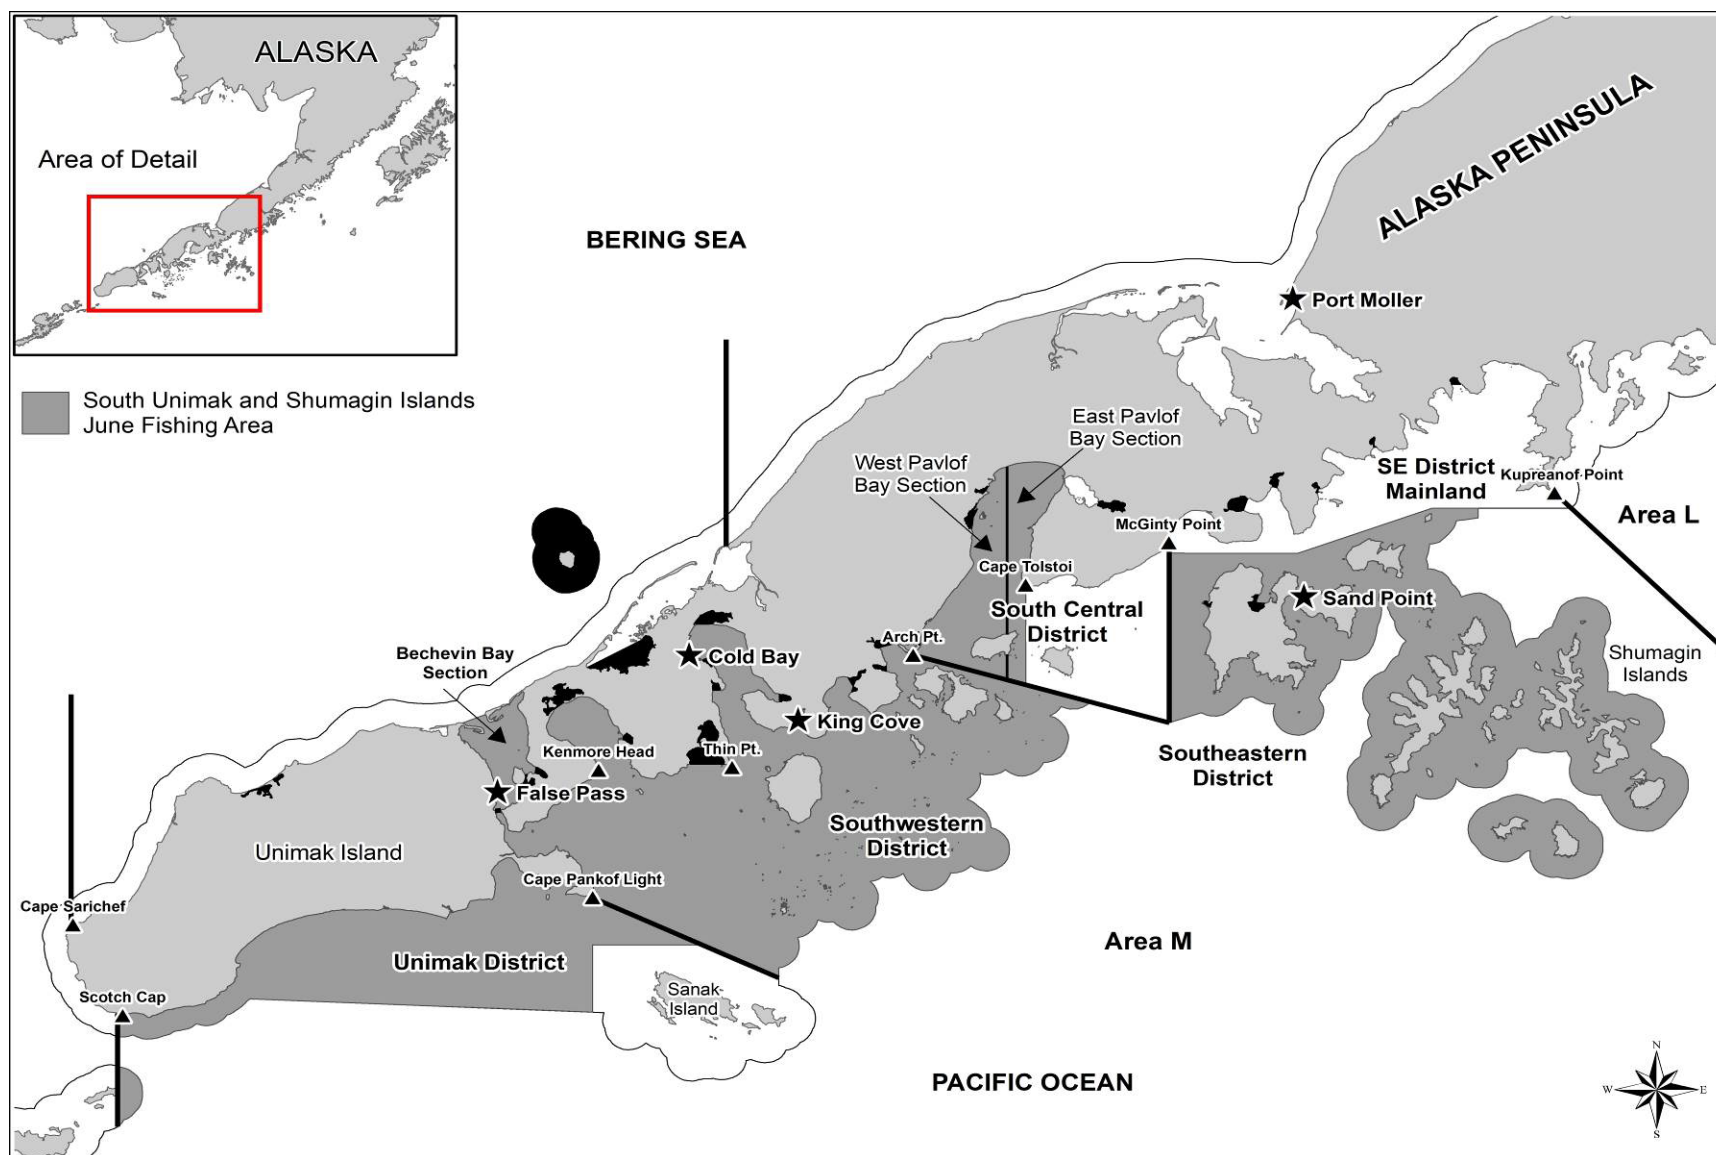 ALASKA
Area of Detail
South Unimak and Shumagin Islands
June Fishing Area
BERING SEA
ALASKA PENINSULA
Port Moller
East Pavlof
Bay Section
West Pavlof
Bay Section
SE District
Mainland
Kupreanof Point
Area L
McGinty Point
Cape Tolstoi
South Central
District
Sand Point
Arch Pt.
Shumagin
Islands
Cold Bay
Bechevin Bay
Section
King Cove
Kenmore Head
Thin Pt.
Southeastern
District
False Pass
Southwestern
District
Unimak Island
Cape Pankof Light
Cape Sarichef
Area M
Unimak District
Sanak
Island
Scotch Cap
PACIFIC OCEAN
N
W
E
S